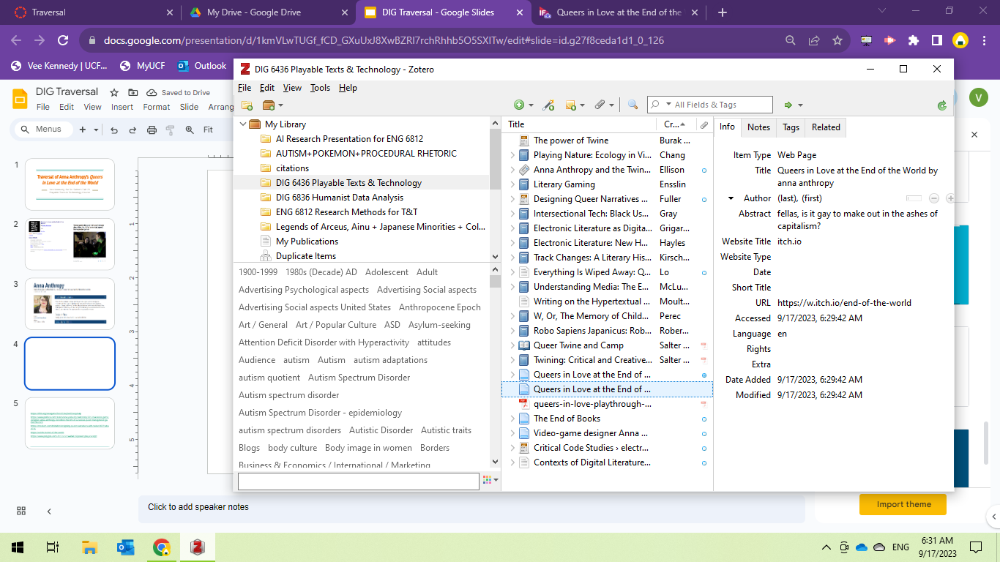 Traversal
My Drive - Google Drive
DIG Traversal - Google Slides
Queers in Love at the End of the
docs.google.com/presentation/d/1kmVLwTUGf_fCD_GXuUxJ8XwBZRl7rchRhhb5O5SXITw/edit#slide=id.g27f8ceda1d1_0_126
Vee Kennedy | UCF...
MyUCF
Outlook
DIG Traversal
Saved to Drive
File Edit View Insert Format Slide Arrang
Menus
Fit
V
1
Traversal of Anna Anthropy's Queers
in Love at the End of the World
2
3
Anna Anthropy
4
5
1
2
3
4
5
Click to add speaker notes
Import theme
DIG 6436 Playable Texts & Technology - Zotero
File Edit View Tools Help
All Fields & Tags
My Library
AI Research Presentation for ENG 6812
AUTISM+POKEMON+PROCEDURAL RHETORIC
citations
DIG 6436 Playable Texts & Technology
DIG 6836 Humanist Data Analysis
ENG 6812 Research Methods for T&T
Legends of Arceus, Ainu + Japanese Minorities + Col...
My Publications
Duplicate Items
1900-1999 1980s (Decade) AD Adolescent Adult
Advertising Psychological aspects Advertising Social aspects
Advertising Social aspects United States Anthropocene Epoch
Art / General Art / Popular Culture ASD Asylum-seeking
Attention Deficit Disorder with Hyperactivity attitudes
Audience autism Autism autism adaptations
autism quotient Autism Spectrum Disorder
Autism spectrum disorder
Autism Spectrum Disorder - epidemiology
autism spectrum disorders autistic disorder Autistic traits
Blogs body culture Body image in women Borders
Business & Economics / International / Marketing
Title Cr...
The power of Twine Burak ...
Playing Nature: Ecology in Vi... Chang
Anna Anthropy and the Twin... Ellison
Literary Gaming Ensslin
Designing Queer Narratives ... Fuller
Intersectional Tech: Black Us... Gray
Electronic Literature as Digita... Grigar...
Electronic Literature: New H... Hayles
Track Changes: A Literary His... Kirsch...
Everything Is Wiped Away: Q... Lo
Understanding Media: The E... McLu...
Writing on the Hypertextual ... Moult...
W, Or, The Memory of Child... Perec
Robo Sapiens Japanicus: Rob... Rober...
Queer Twine and Camp Salter ...
Twining: Critical and Creative... Salter ...
Queers in Love at the End of ...
Queers in Love at the End of ...
queers-in-love-playthrough-...
The End of Books
Video-game designer Anna ...
Critical Code Studies › electr...
Contexts of Digital Literature...
Info Notes Tags Related
Item Type Web Page
Title Queers in Love at the End of the World by
anna anthropy
Author (last), (first)
Abstract fellas, is it gay to make out in the ashes of
capitalism?
Website Title itch.io
Website Type
Date
Short Title
URL https://w.itch.io/end-of-the-world
Accessed 9/17/2023, 6:29:42 AM
Language en
Rights
Extra
Date Added 9/17/2023, 6:29:42 AM
Modified 9/17/2023, 6:29:42 AM
ENG
6:31 AM
9/17/2023